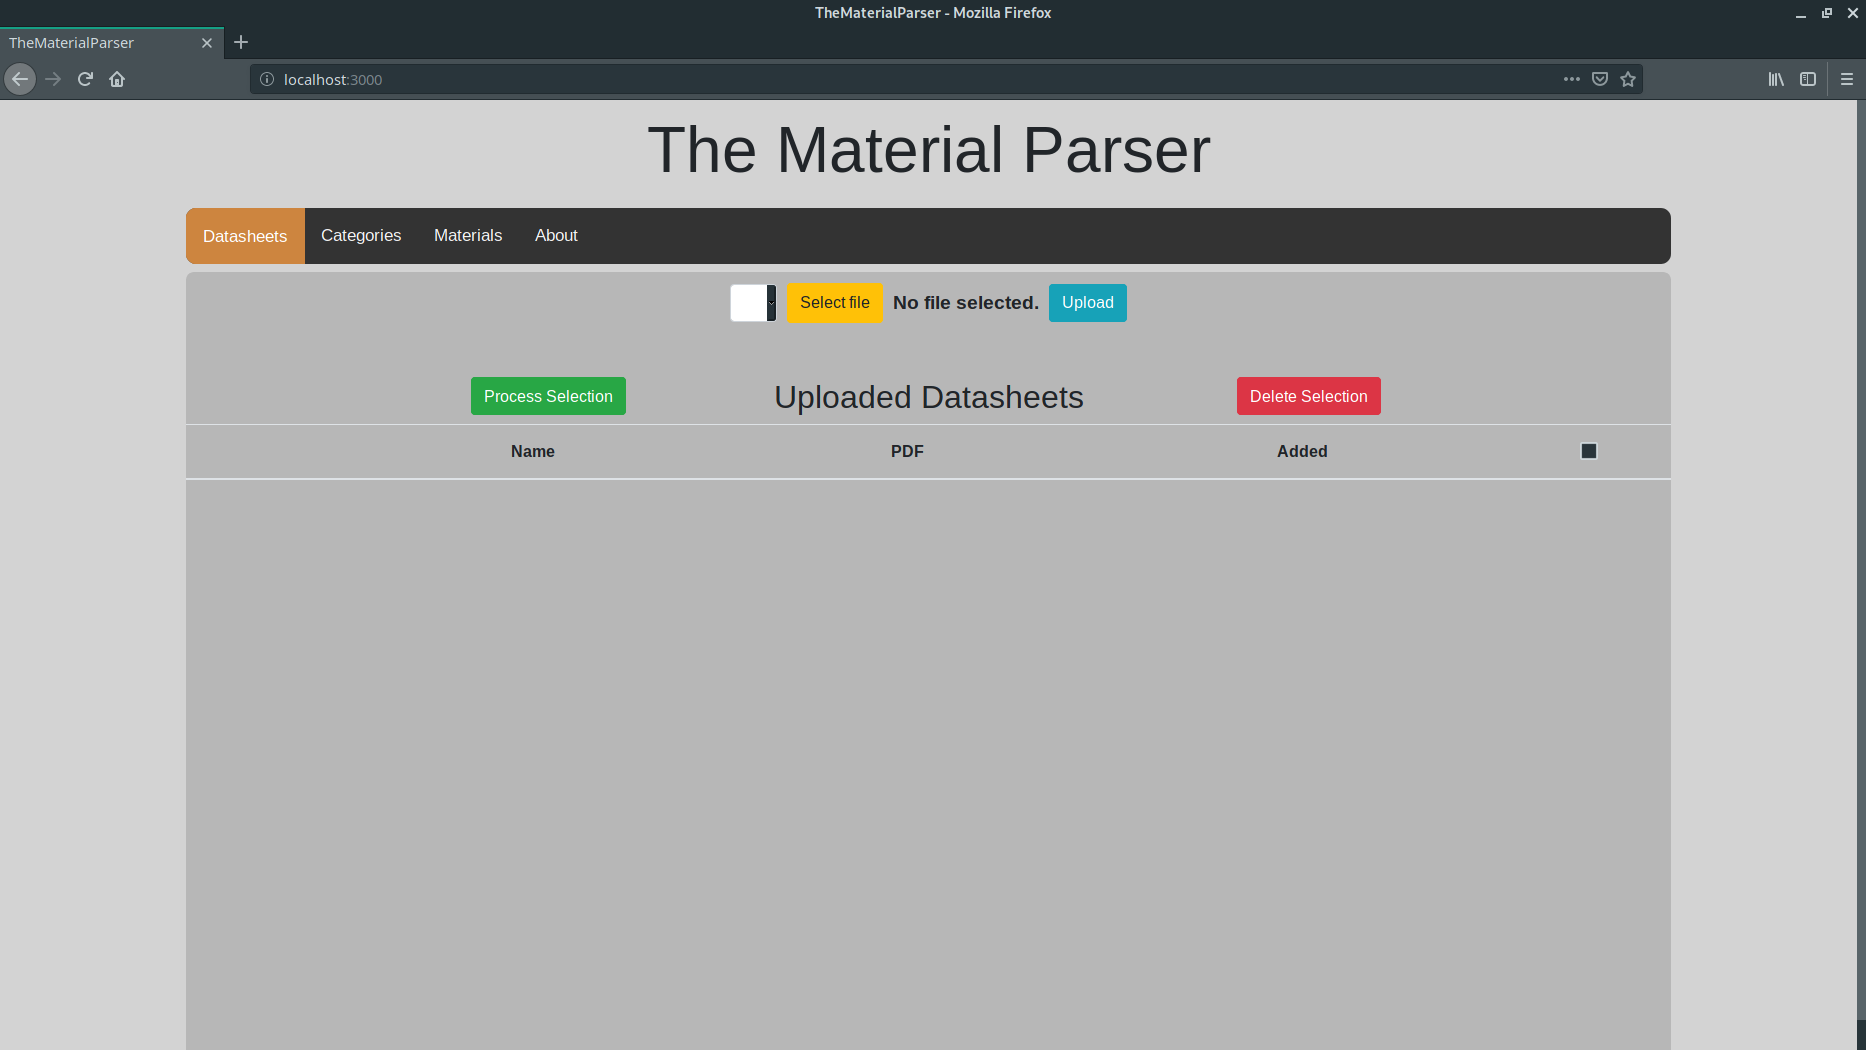 TheMaterialParser - Mozilla Firefox
TheMaterialParser
localhost:3000
The Material Parser
Datasheets Categories Materials About
Select file No file selected. Upload
Process Selection Uploaded Datasheets Delete Selection
Name PDF Added